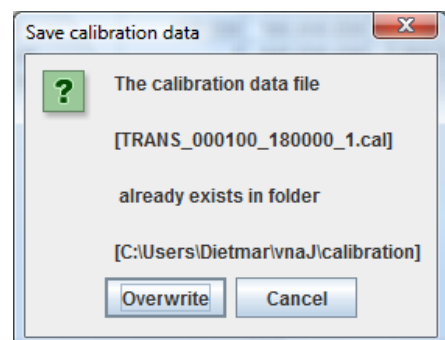 Save calibration data
The calibration data file
[TRANS_000100_180000_1.cal]
already exists in folder
[C:\Users\Dietmar\vnaJ\calibration]
Overwrite
Cancel